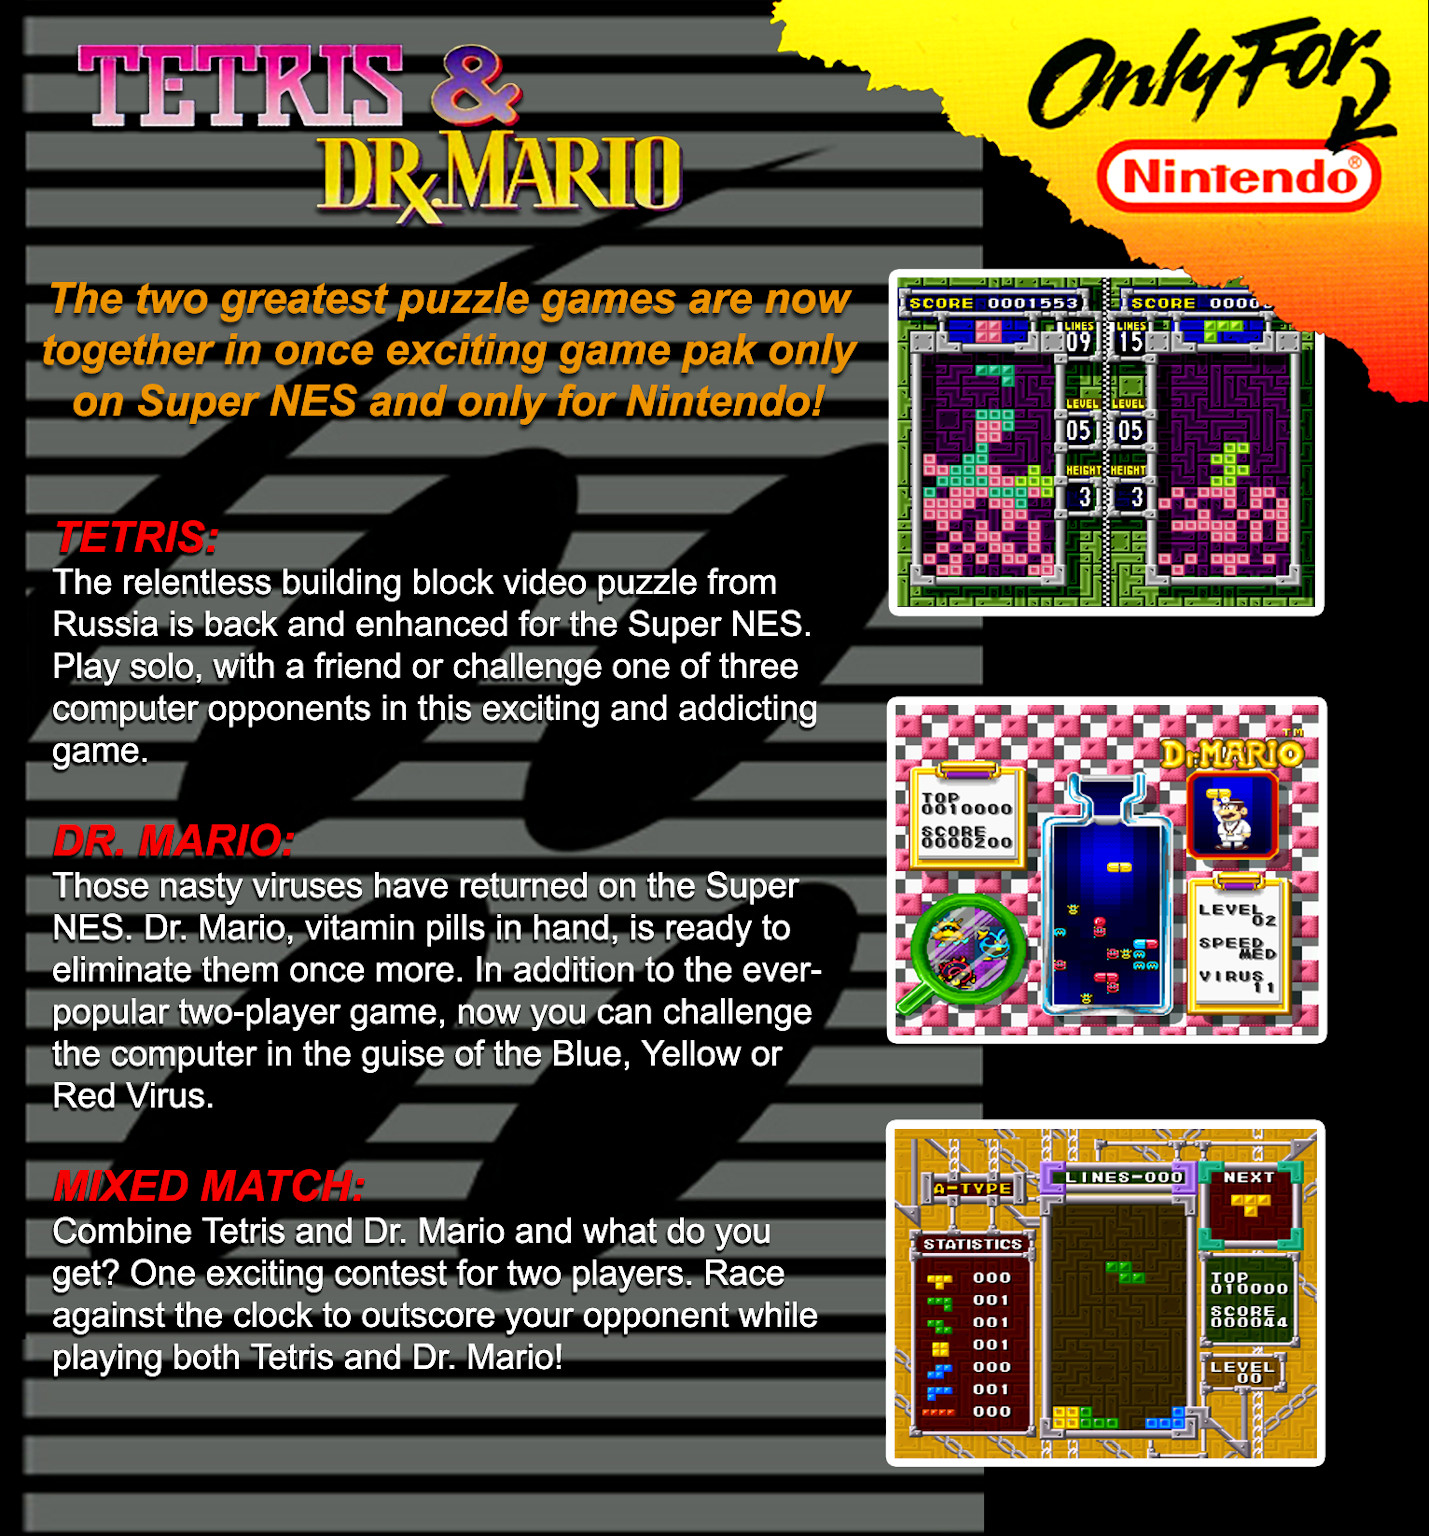 TETRIS &
DR. MARIO
Only For
Nintendo®
The two greatest puzzle games are now
together in once exciting game pak only
on Super NES and only for Nintendo!
TETRIS:
The relentless building block video puzzle from
Russia is back and enhanced for the Super NES.
Play solo, with a friend or challenge one of three
computer opponents in this exciting and addicting
game.
DR. MARIO:
Those nasty viruses have returned on the Super
NES. Dr. Mario, vitamin pills in hand, is ready to
eliminate them once more. In addition to the ever-
popular two-player game, now you can challenge
the computer in the guise of the Blue, Yellow or
Red Virus.
MIXED MATCH:
Combine Tetris and Dr. Mario and what do you
get? One exciting contest for two players. Race
against the clock to outscore your opponent while
playing both Tetris and Dr. Mario!
SCORE 0001553
SCORE 0000
LINES LINES
09 15
LEVEL LEVEL
05 05
HEIGHT HEIGHT
3 3
Dr. MARIO TM
TOP
0010000
SCORE
0000200
LEVEL
02
SPEED
MED
VIRUS
11
A-TYPE
LINES-000
NEXT
STATISTICS
000
001
001
001
000
001
000
TOP
010000
SCORE
000044
LEVEL
00